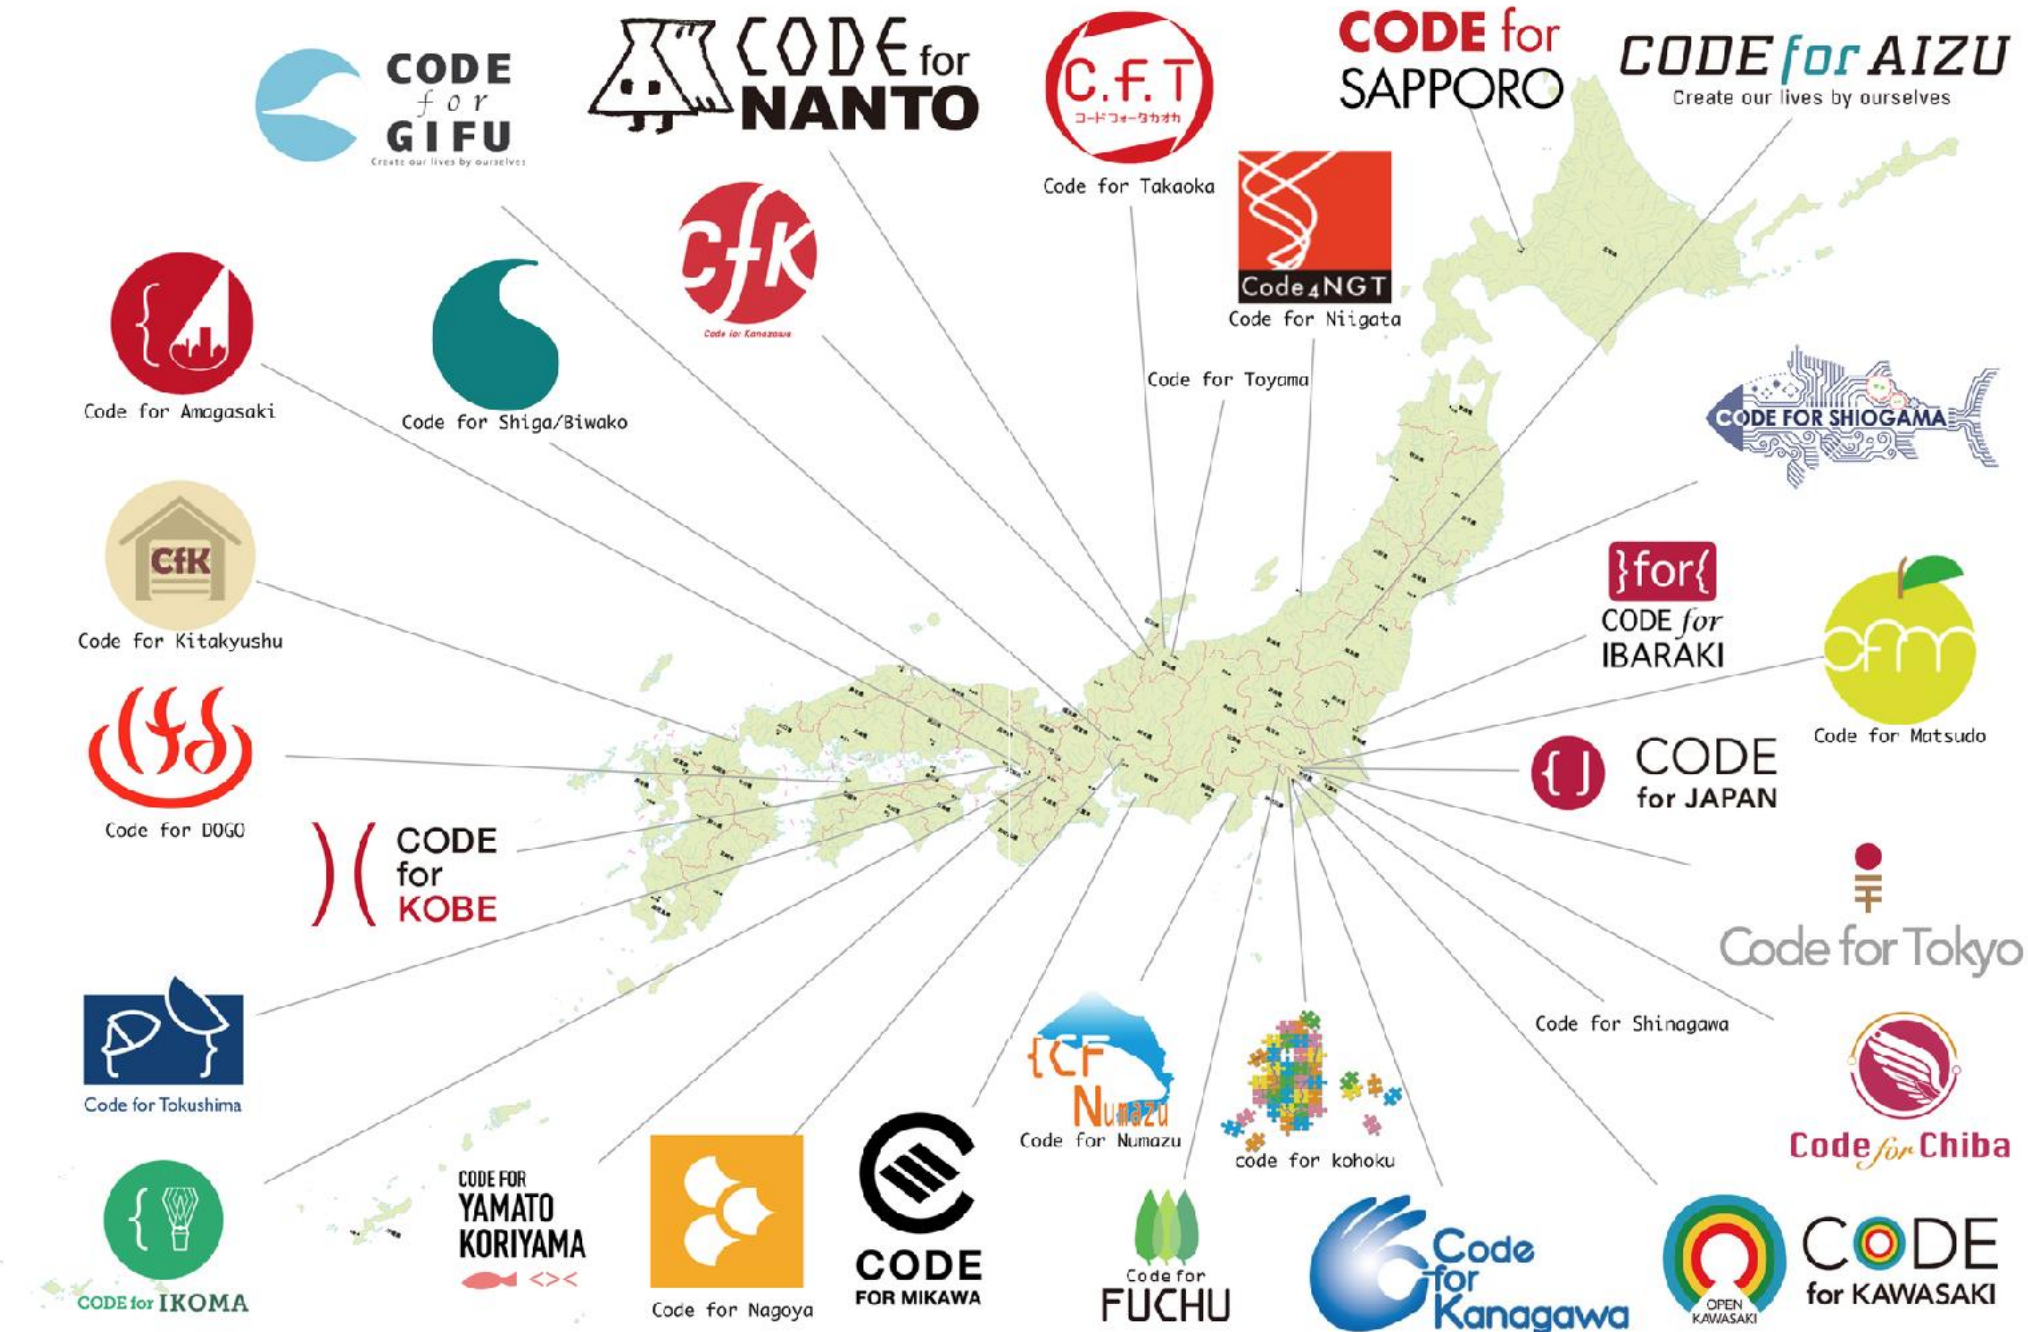 CODE
for
GIFU
Create our lives by ourselves
CODE for
NANTO
C.f.T
コードフォータカオカ
Code for Takaoka
CODE for
SAPPORO
CODE for AIZU
Create our lives by ourselves
CfK
Code for Kanazawa
Code4NGT
Code for Niigata
Code for Amagasaki
Code for Shiga/Biwako
Code for Toyama
CODE FOR SHIOGAMA
CfK
Code for Kitakyushu
}for{
CODE for
IBARAKI
cfm
Code for Matsudo
Code for DOGO
{ }
CODE
for JAPAN
CODE
for
KOBE
Code for Tokyo
Code for Tokushima
Code for Shinagawa
{CF
Numazu
Code for Numazu
code for kohoku
Code for Chiba
CODE for IKOMA
CODE FOR
YAMATO
KORIYAMA
<><
Code for Nagoya
CODE
FOR MIKAWA
Code for
FUCHU
Code
for
Kanagawa
OPEN
KAWASAKI
CODE
for KAWASAKI